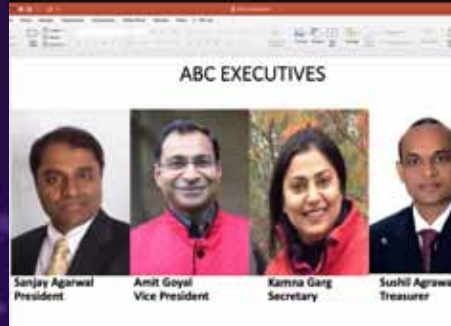 ABC EXECUTIVES
Sanjay Agarwal
President
Amit Goyal
Vice President
Kamna Garg
Secretary
Sushil Agrawa
Treasurer